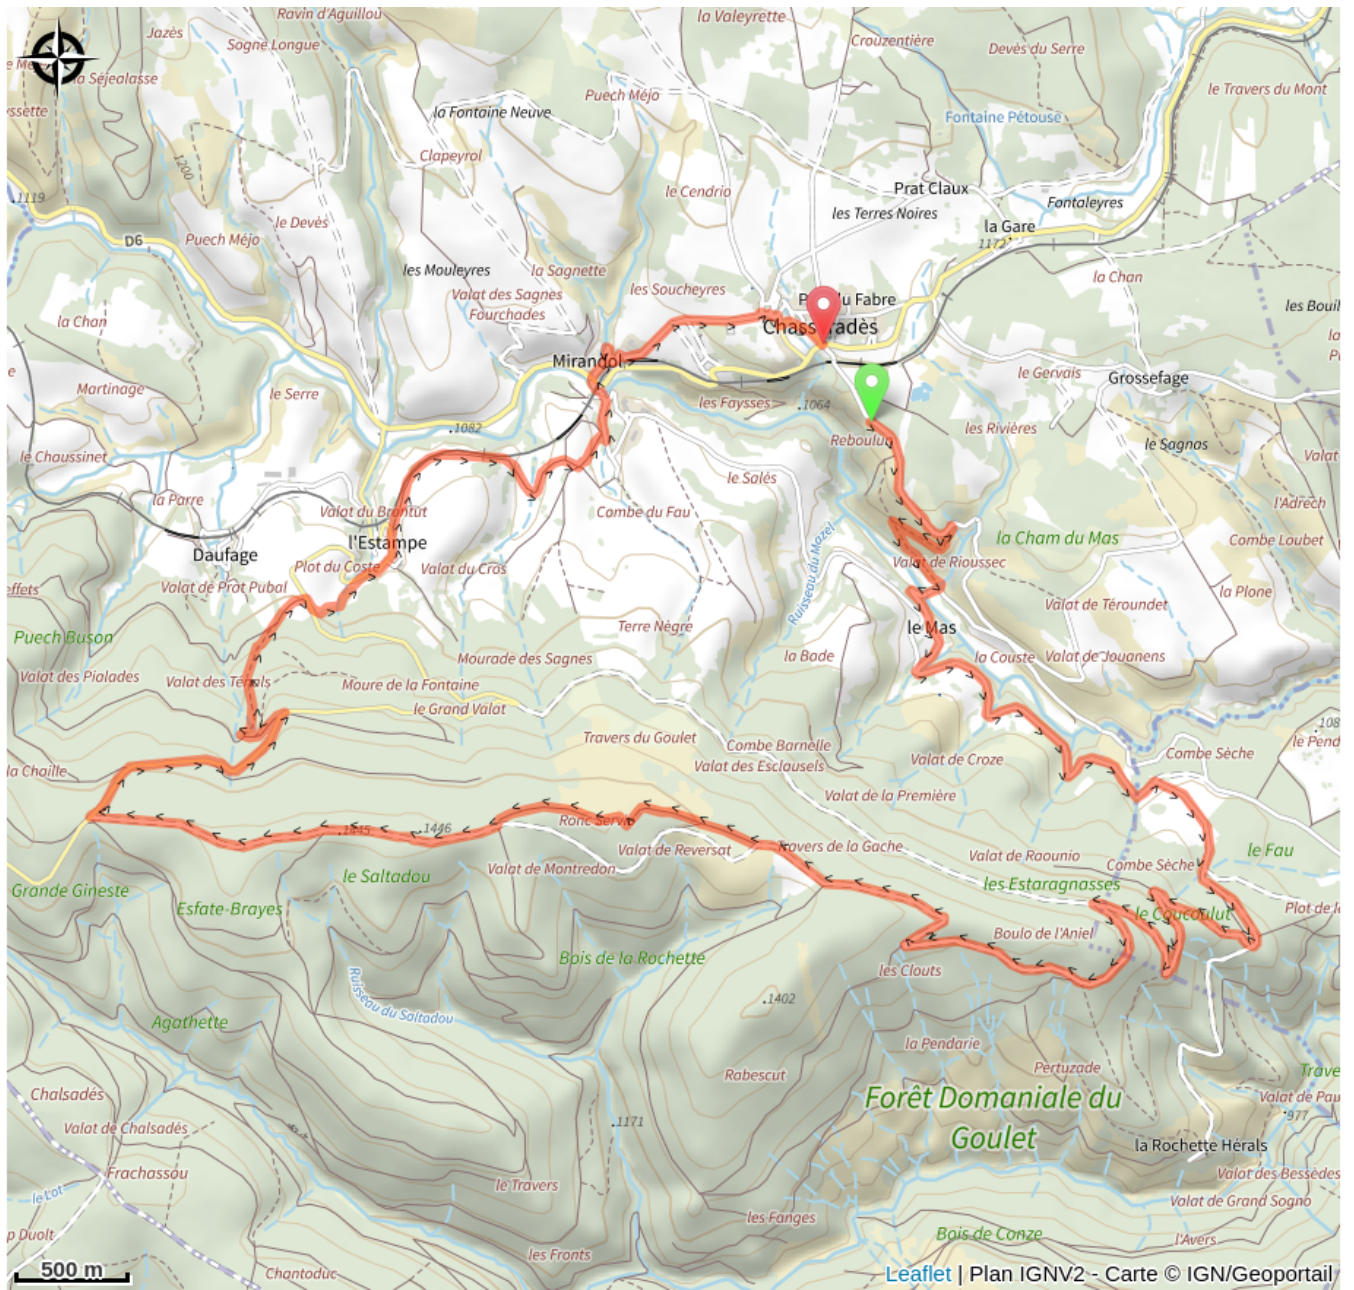 Ravin d'Aguillou
la Valeyrette
Jazès
Sogne Longue
Crouzentière
Devès du Serre
la Séjealasse
le Travers du Mont
Puech Méjo
la Fontaine Neuve
Fontaine Pétouse
Clapeyrol
1200
le Cendrio
Prat Claux
1119
Fontaleyres
les Terres Noires
le Devès
la Gare
D6
Puech Méjo
1172
les Mouleyres
la Sagnette
la Chan
les Soucheyres
Valat des Sagnes
Fourchades
du Fabre
les Bouil
la Chan
Chasseradès
Mirandol
le Gervais
Grossefage
Martinage
le Serre
les Faysses
1064
1082
Reboulun
les Rivières
le Sagnos
le Chaussinet
Valat
le Salés
la Parre
l'Adrech
Valat du Brontut
Combe du Fau
Ruisseau du Mazel
la Cham du Mas
Combe Loubet
l'Estampe
Daufage
Plot du Coste
Valat du Cros
Valat de Rioussec
Valat de Prat Pubal
la Plone
Valat de Téroundet
Terre Nègre
le Mas
Puech Buson
Mourade des Sagnes
la Bade
la Couste
Valat de Jouanens
Valat des Pialades
Valat des Ternals
Moure de la Fontaine
le Grand Valat
108
Travers du Goulet
Combe Barnelle
le Pend
Valat des Esclausels
Combe Sèche
la Chaille
Valat de Croze
Valat de la Première
Ronc Servio
1445
1446
Valat de Reversat
Travers de la Gache
le Fau
Valat de Raounio
Combe Sèche
Valat de Montredon
le Saltadou
Grande Gineste
les Estaragnasses
Esfate-Brayes
le Coucoulut
Plot de l
Boulo de l'Aniel
Bois de la Rochette
les Clouts
Ruisseau du Saltadou
1402
Agathette
la Pendarie
Pertuzade
Rabescut
Trave
Chalsadés
Forêt Domaniale du
Goulet
Valat de Pau
977
1171
Valat de Chalsadés
la Rochette Hérals
Frachassou
Valat des Bessèdes
le Lot
le Travers
Valat de Grand Sogno
les Fanges
p Duolt
Bois de Conze
l'Avers
les Fronts
500 m
Chantoduc
Leaflet | Plan IGNV2 - Carte © IGN/Geoportail